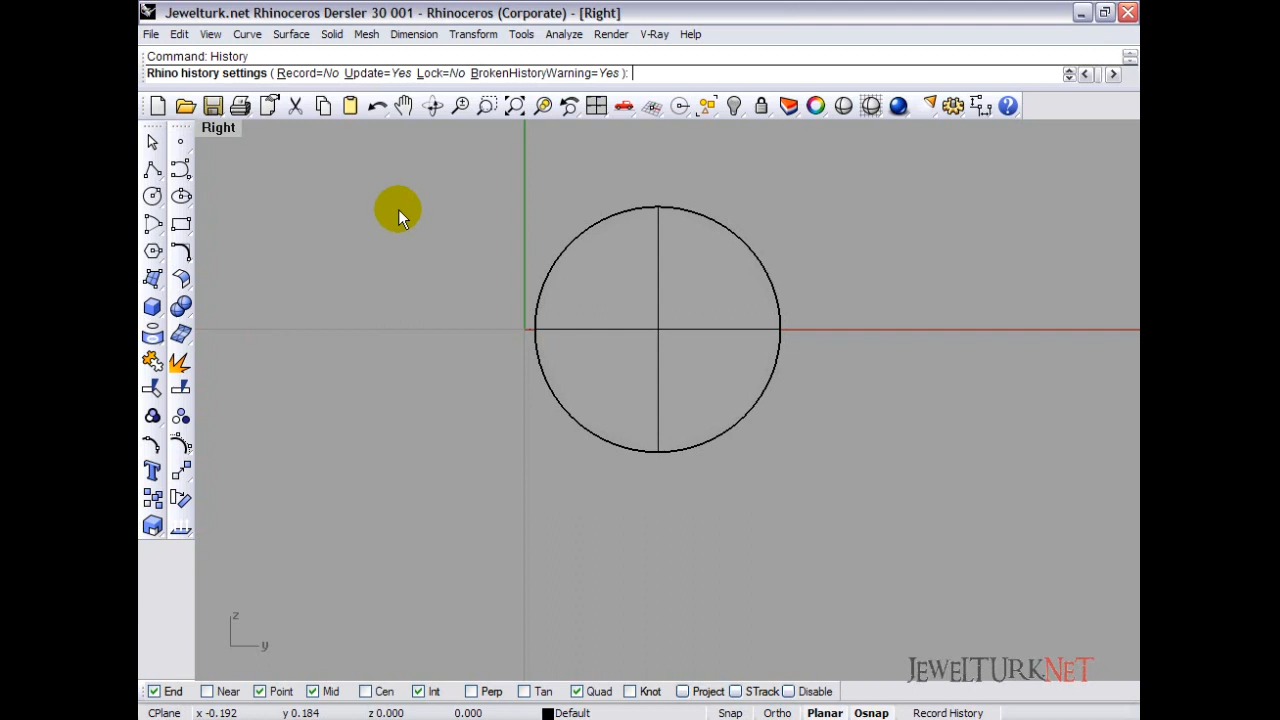 Jewelturk.net Rhinoceros Dersler 30 001 - Rhinoceros (Corporate) - [Right]
File Edit View Curve Surface Solid Mesh Dimension Transform Tools Analyze Render V-Ray Help
Command: History
Rhino history settings ( Record=No Update=Yes Lock=No BrokenHistoryWarning=Yes ):
Right
z
y
JEWELTURKNET
End Near Point Mid Cen Int Perp Tan Quad Knot Project STrack Disable
CPlane x -0.192 y 0.184 z 0.000 0.000 Default Snap Ortho Planar Osnap Record History